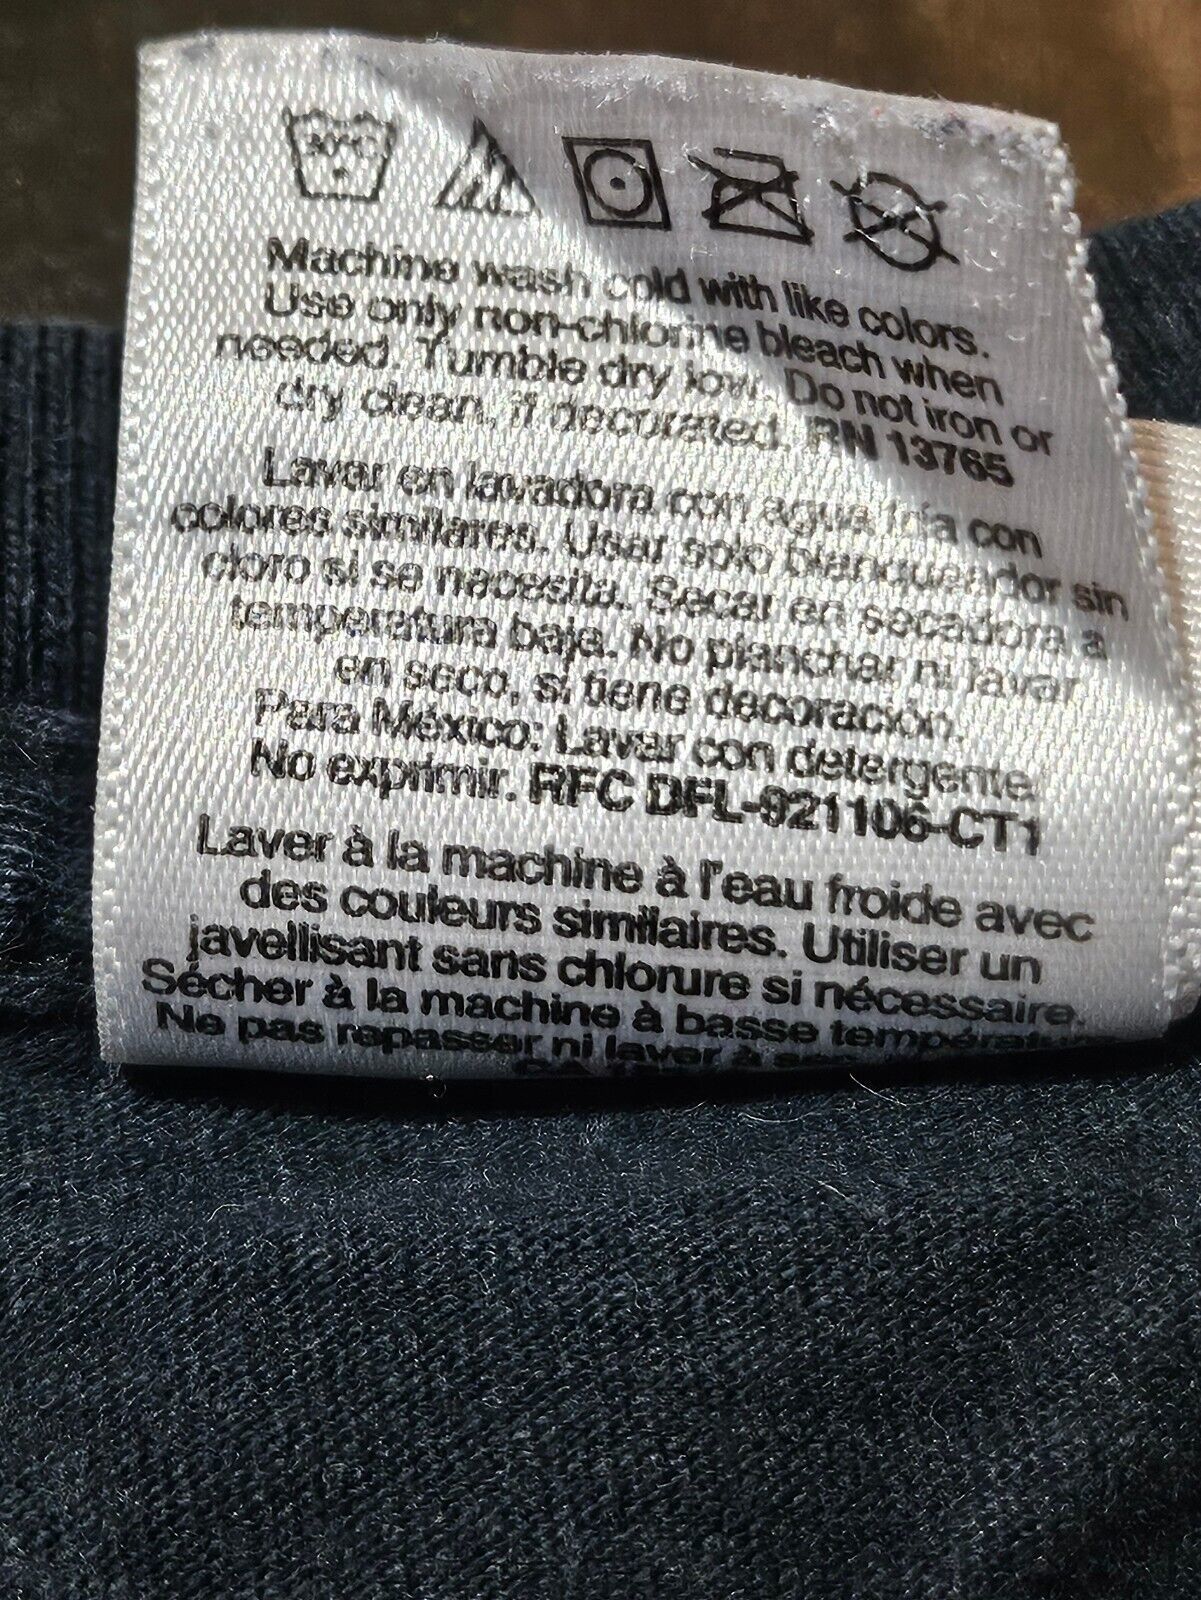 30°C
Machine wash cold with like colors.
Use only non-chlorine bleach when
needed. Tumble dry low. Do not iron or
dry clean, if decorated. RN 13765
Lavar en lavadora con agua fría con
colores similares. Usar solo blanqueador sin
cloro si se nacesita. Secar en secadora a
temperatura baja. No planchar ni lavar
en seco, si tiene decoración.
Para México: Lavar con detergente.
No exprimir. RFC DFL-921106-CT1
Laver à la machine à l'eau froide avec
des couleurs similaires. Utiliser un
javellisant sans chlorure si nécessaire.
Sécher à la machine à basse température
Ne pas repasser ni laver à